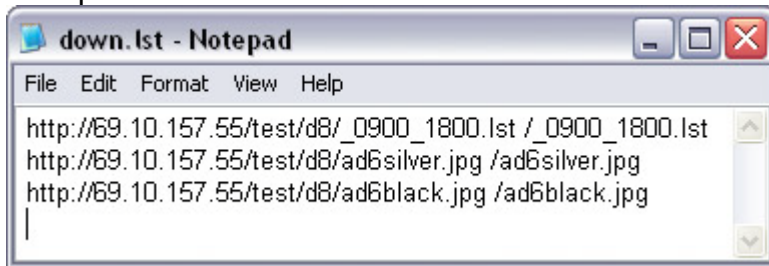 down.lst - Notepad
File Edit Format View Help
http://69.10.157.55/test/d8/_0900_1800.lst /_0900_1800.lst
http://69.10.157.55/test/d8/ad6silver.jpg /ad6silver.jpg
http://69.10.157.55/test/d8/ad6black.jpg /ad6black.jpg